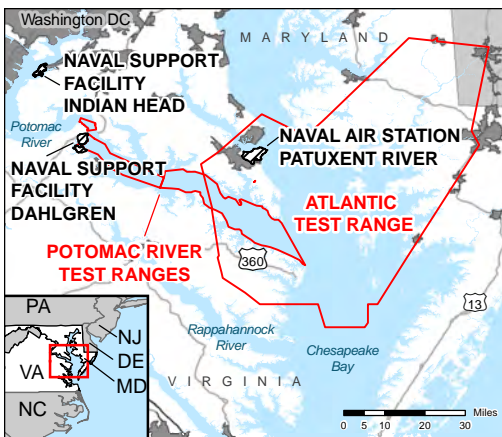 Washington DC
MARYLAND
NAVAL SUPPORT
FACILITY
INDIAN HEAD
Potomac
River
NAVAL AIR STATION
PATUXENT RIVER
NAVAL SUPPORT
FACILITY
DAHLGREN
ATLANTIC
TEST RANGE
POTOMAC RIVER
TEST RANGES
360
13
PA
NJ
DE
MD
VA
NC
Rappahannock
River
Chesapeake
Bay
VIRGINIA
Miles
0 5 10 20 30